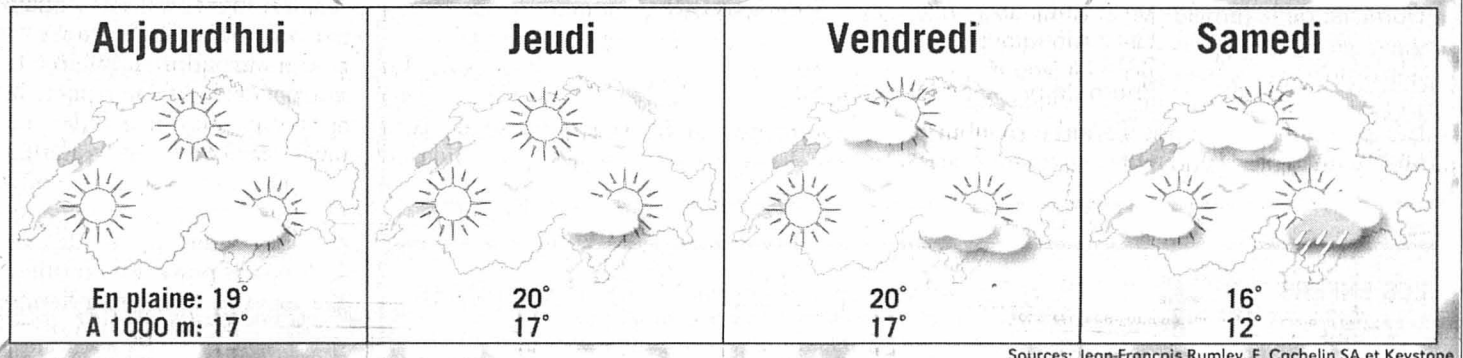 Aujourd'hui
Jeudi
Vendredi
Samedi
En plaine: 19°
A 1000 m: 17°
20°
17°
20°
17°
16°
12°
Sources: Jean-François Rumley, F. Cachelin SA et Keystone